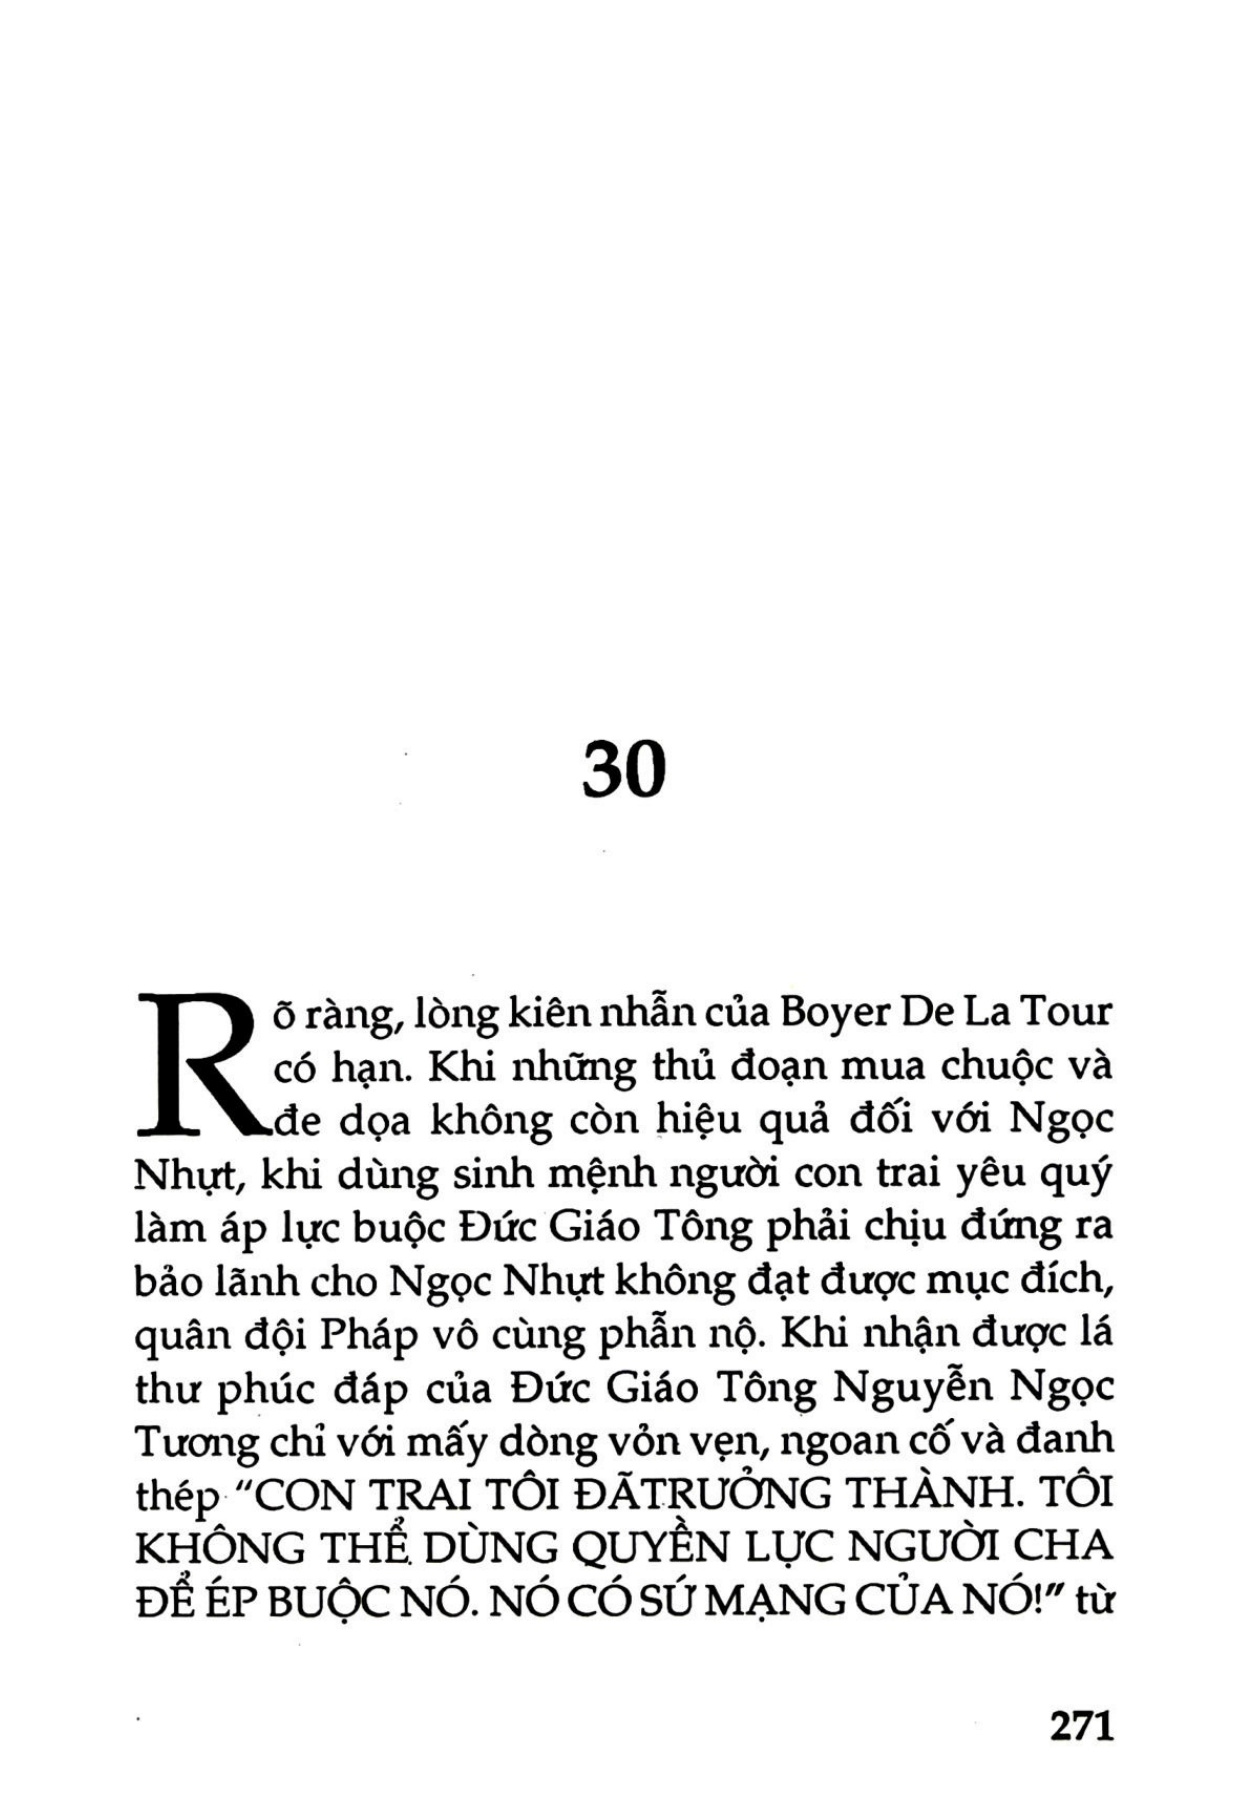 30
Rõ ràng, lòng kiên nhẫn của Boyer De La Tour
có hạn. Khi những thủ đoạn mua chuộc và
đe dọa không còn hiệu quả đối với Ngọc
Nhựt, khi dùng sinh mệnh người con trai yêu quý
làm áp lực buộc Đức Giáo Tông phải chịu đứng ra
bảo lãnh cho Ngọc Nhựt không đạt được mục đích,
quân đội Pháp vô cùng phẫn nộ. Khi nhận được lá
thư phúc đáp của Đức Giáo Tông Nguyễn Ngọc
Tương chỉ với mấy dòng vỏn vẹn, ngoan cố và đanh
thép "CON TRAI TÔI ĐÃTRƯỞNG THÀNH. TÔI
KHÔNG THỂ DÙNG QUYỀN LỰC NGƯỜI CHA
ĐỂ ÉP BUỘC NÓ. NÓ CÓ SỨ MẠNG CỦA NÓ!" từ
271